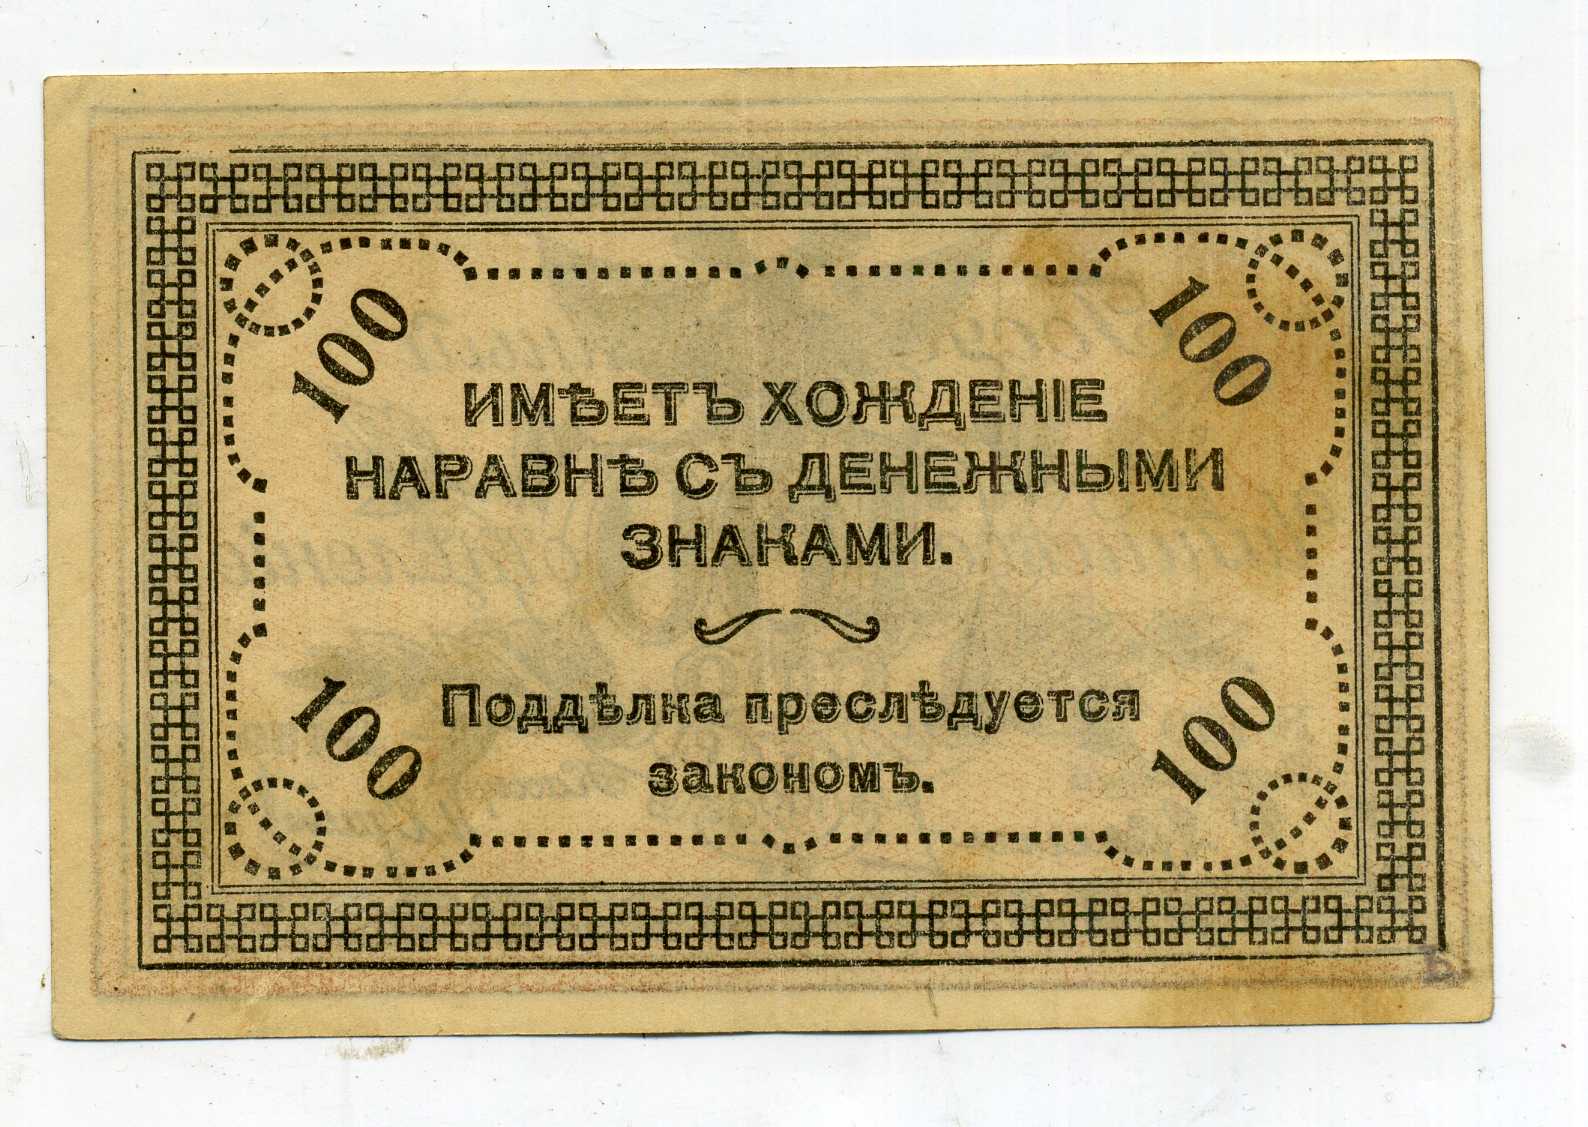 100 100
ИМѢЕТЪ ХОЖДЕНІЕ
НАРАВНѢ СЪ ДЕНЕЖНЫМИ
ЗНАКАМИ.
Поддѣлка преслѣдуется
закономъ.
100 100